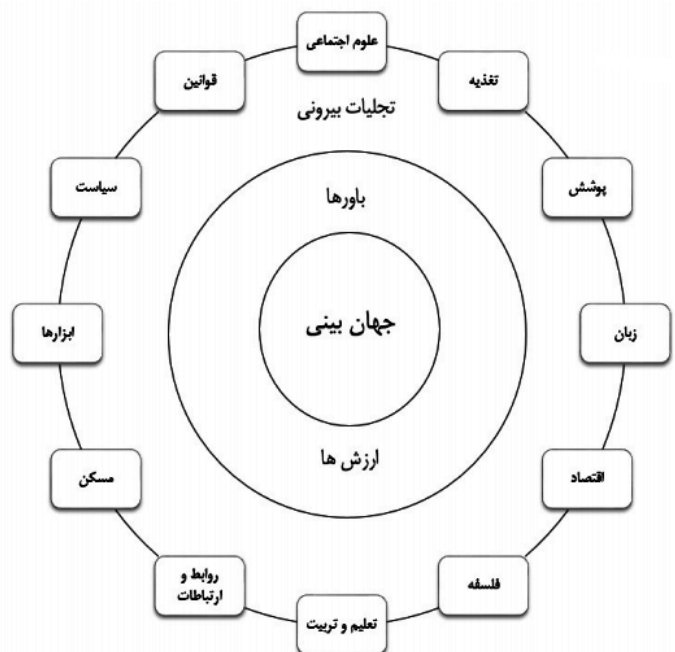 علوم اجتماعی
قوانین
تغذیه
تجلیات بیرونی
سیاست
باورها
پوشش
ابزارها
جهان بینی
زبان
مسکن
ارزش ها
اقتصاد
روابط و
ارتباطات
فلسفه
تعلیم و تربیت